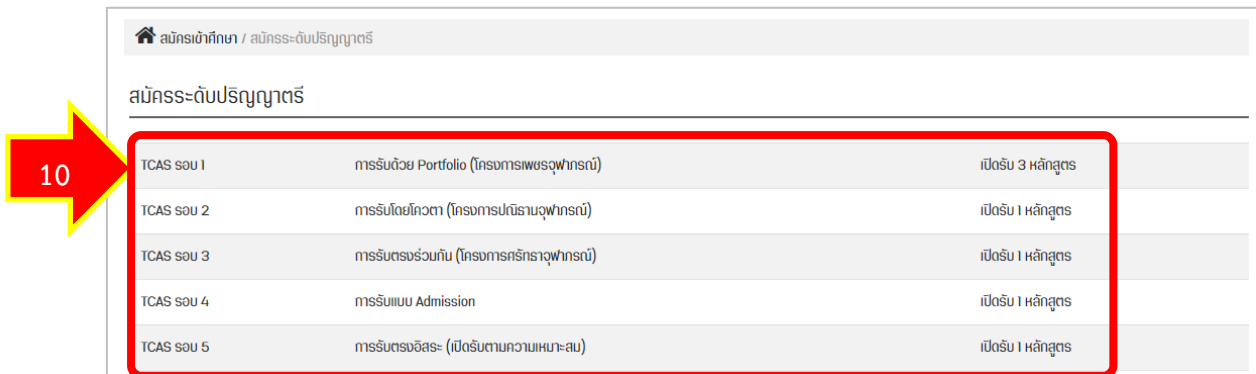 สมัครเข้าศึกษา / สมัครระดับปริญญาตรี
สมัครระดับปริญญาตรี
10
TCAS รอบ 1 การรับด้วย Portfolio (โครงการเพชรจุฬาภรณ์) เปิดรับ 3 หลักสูตร
TCAS รอบ 2 การรับโดยโควตา (โครงการปณิธานจุฬาภรณ์) เปิดรับ 1 หลักสูตร
TCAS รอบ 3 การรับตรงร่วมกัน (โครงการศรัทธาจุฬาภรณ์) เปิดรับ 1 หลักสูตร
TCAS รอบ 4 การรับแบบ Admission เปิดรับ 1 หลักสูตร
TCAS รอบ 5 การรับตรงอิสระ (เปิดรับตามความเหมาะสม) เปิดรับ 1 หลักสูตร